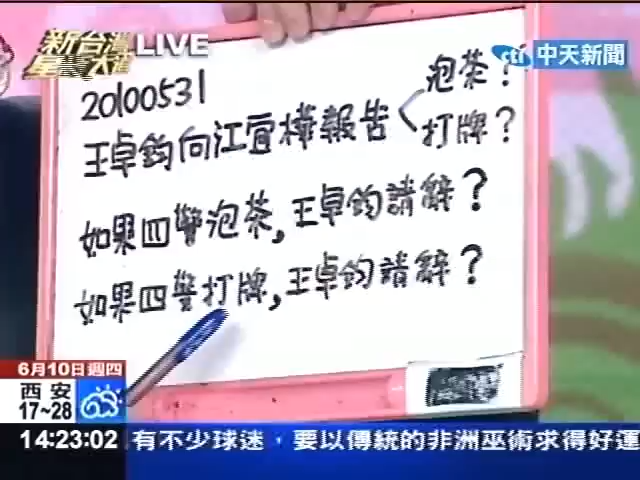 新台灣
星光大道
LIVE
cti 中天新聞
20100531
王卓鈞向江宜樺報告
泡茶?
打牌?
如果四警泡茶,王卓鈞請辭?
如果四警打牌,王卓鈞請辭?
6月10日週四
西安
17~28
14:23:02 有不少球迷,要以傳統的非洲巫術求得好運